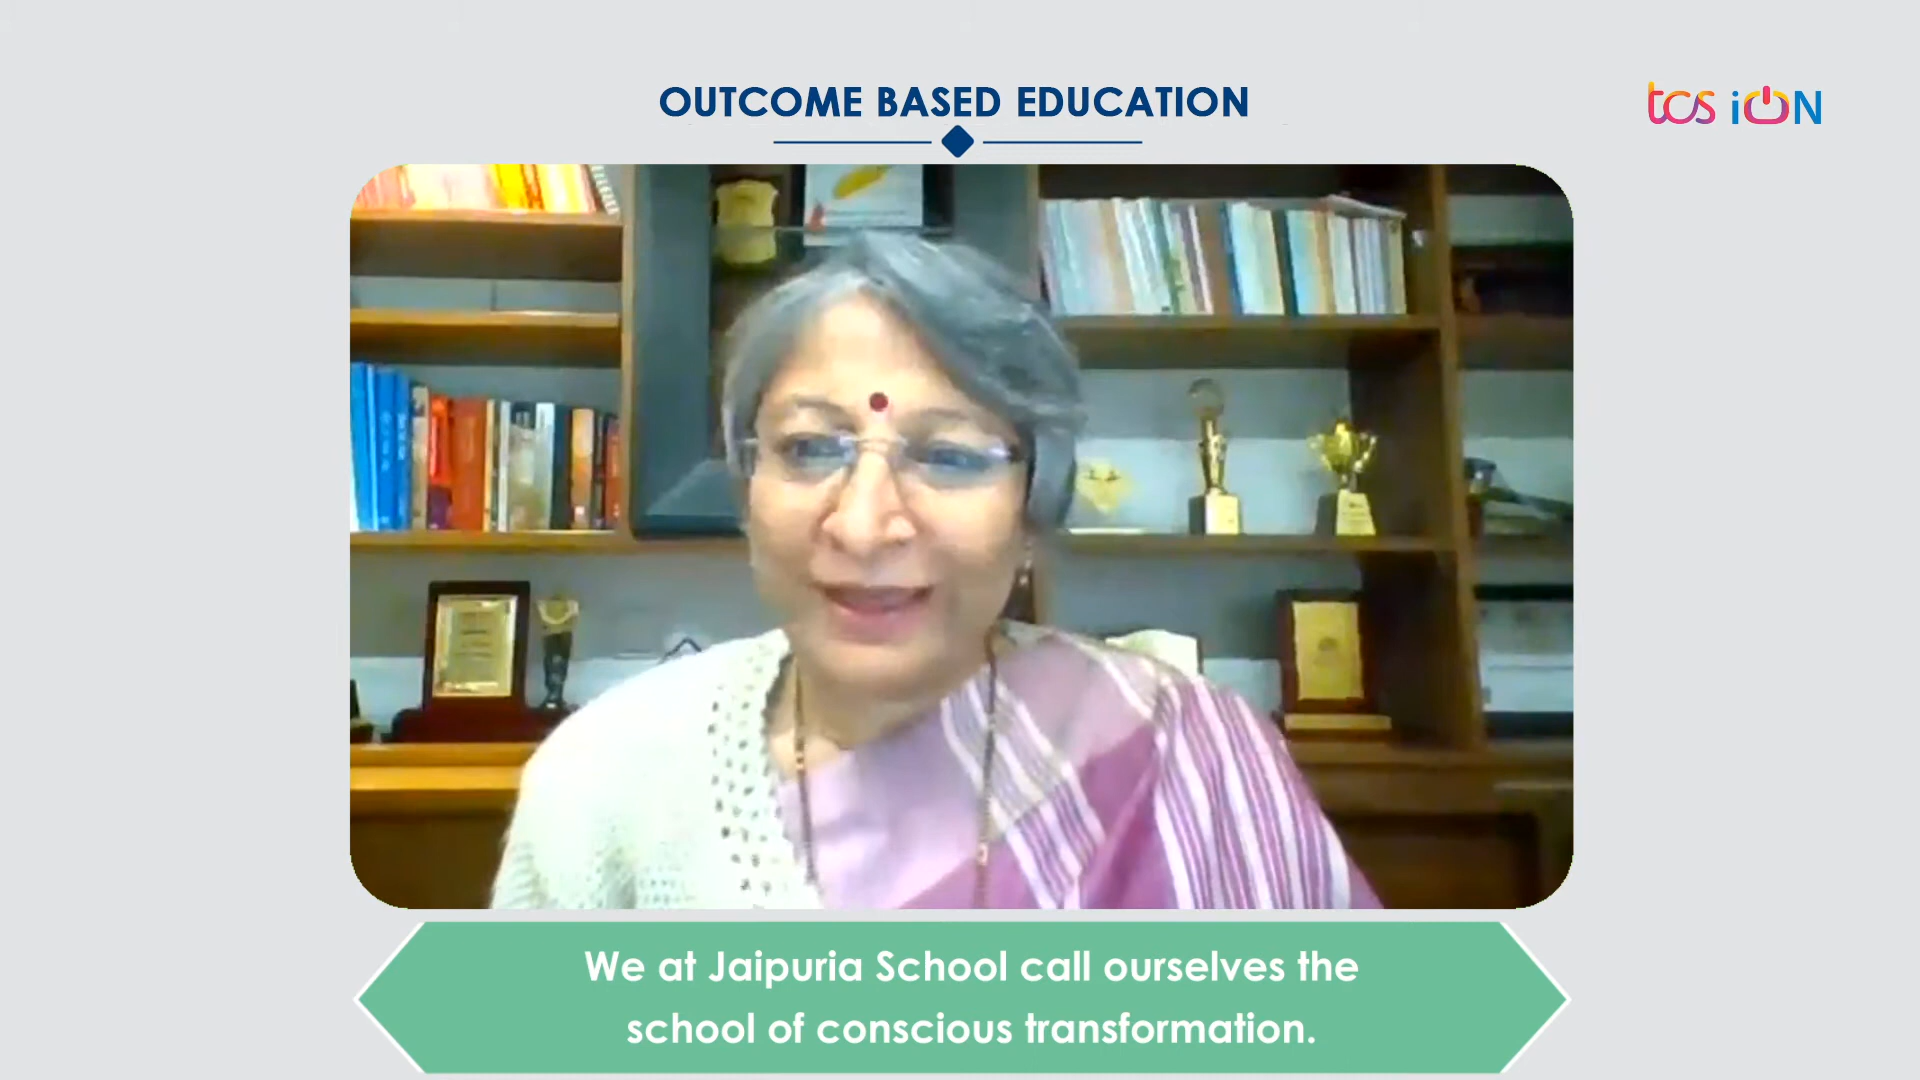 OUTCOME BASED EDUCATION
tcs iON
We at Jaipuria School call ourselves the
school of conscious transformation.